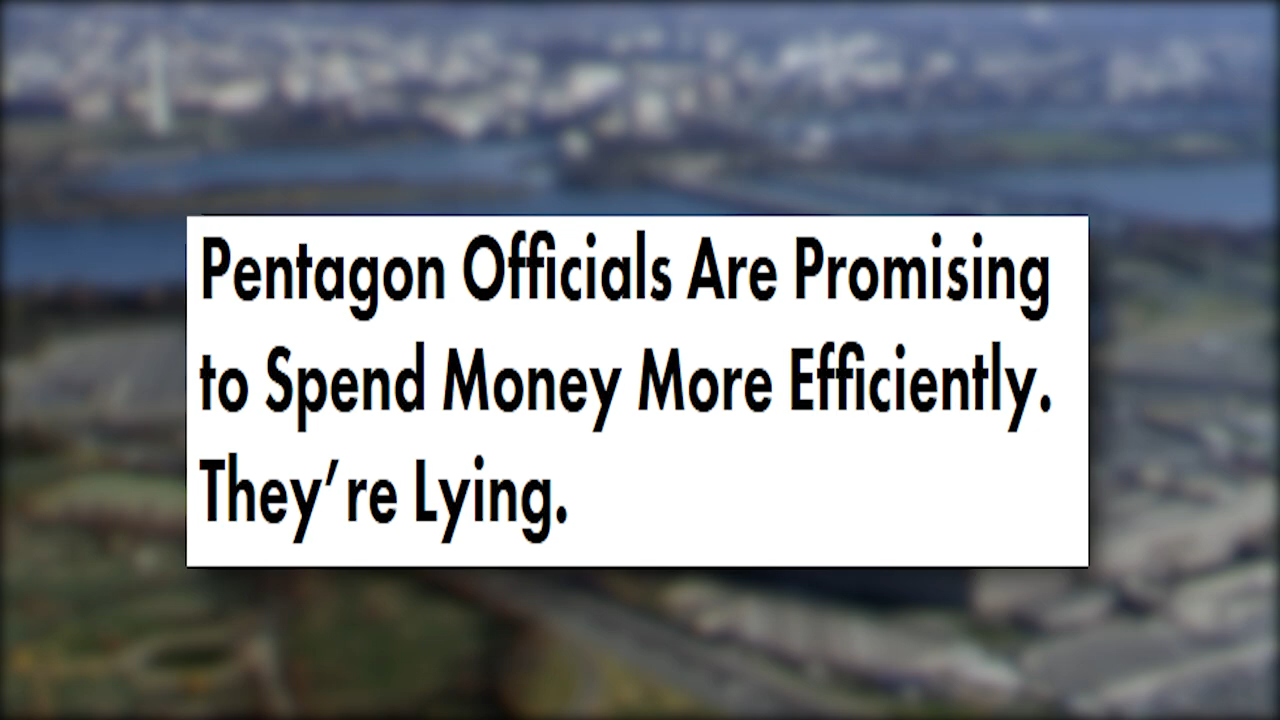 Pentagon Officials Are Promising
to Spend Money More Efficiently.
They’re Lying.